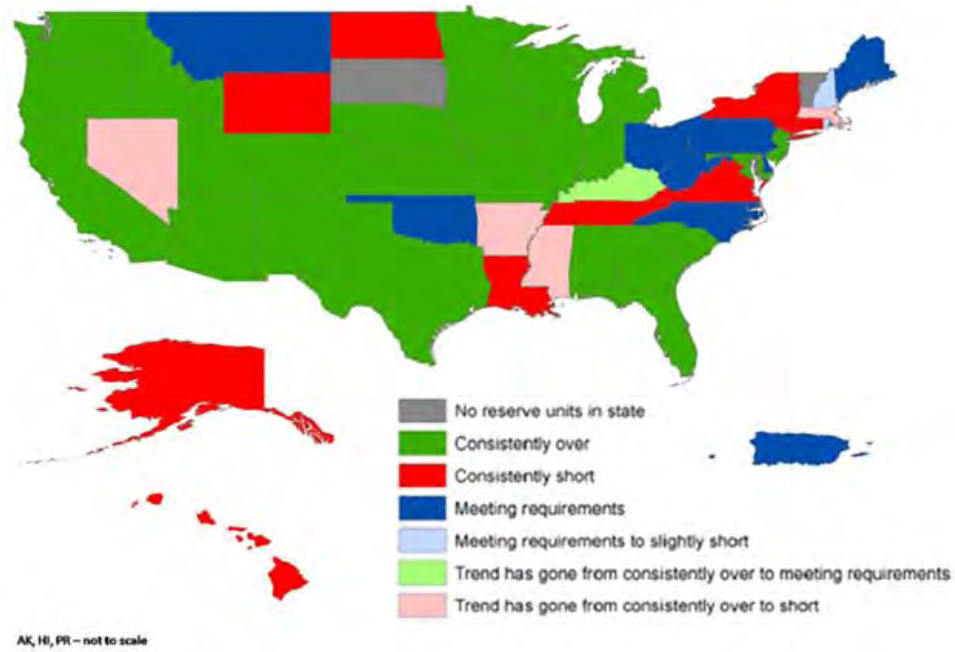 No reserve units in state
Consistently over
Consistently short
Meeting requirements
Meeting requirements to slightly short
Trend has gone from consistently over to meeting requirements
Trend has gone from consistently over to short
AK, HI, PR – not to scale